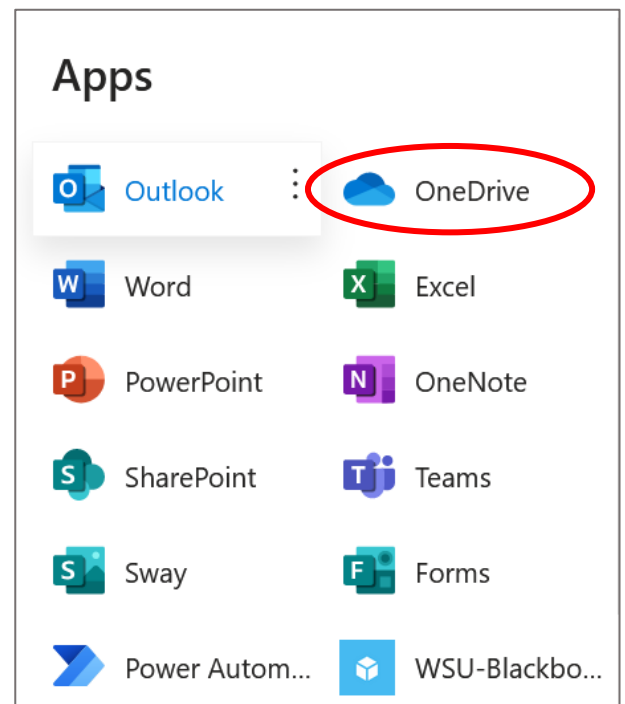 Apps
O Outlook OneDrive
W Word X Excel
P PowerPoint N OneNote
S SharePoint T Teams
S Sway F Forms
Power Autom... WSU-Blackbo...